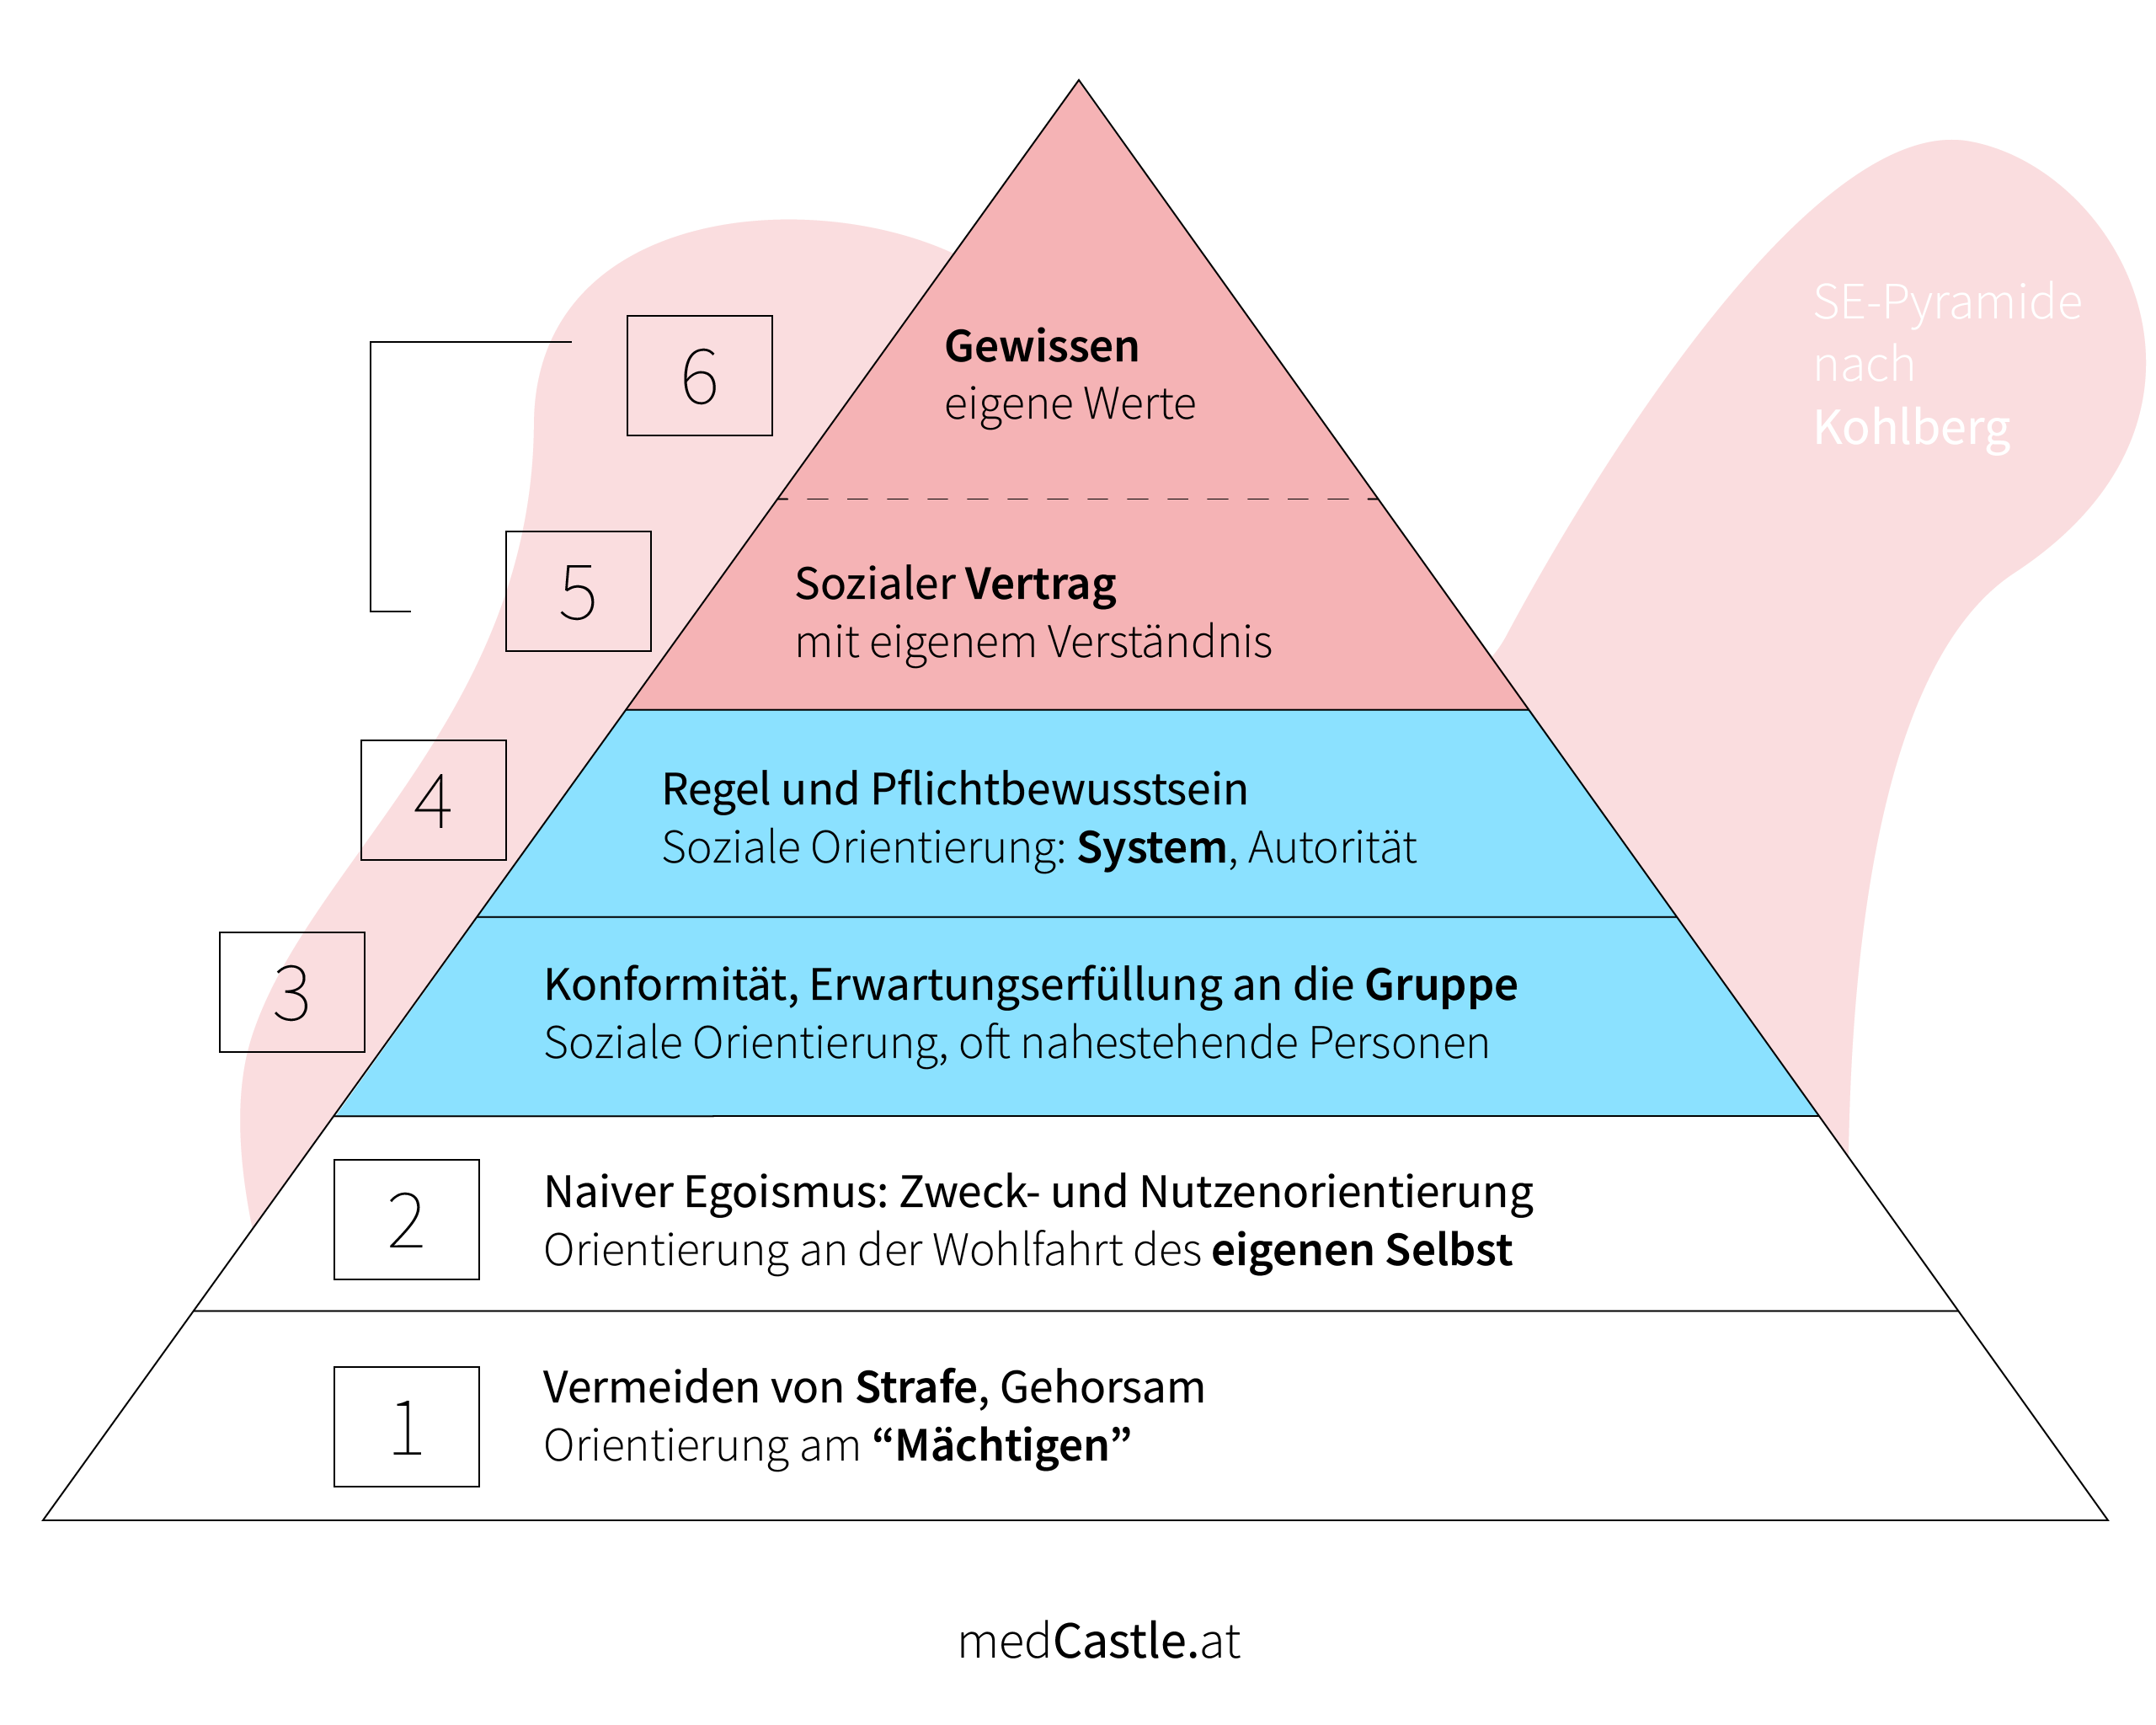 SE-Pyramide
nach
Kohlberg
6
Gewissen
eigene Werte
5
Sozialer Vertrag
mit eigenem Verständnis
4
Regel und Pflichtbewusstsein
Soziale Orientierung: System, Autorität
3
Konformität, Erwartungserfüllung an die Gruppe
Soziale Orientierung, oft nahestehende Personen
2
Naiver Egoismus: Zweck- und Nutzenorientierung
Orientierung an der Wohlfahrt des eigenen Selbst
1
Vermeiden von Strafe, Gehorsam
Orientierung am “Mächtigen”
medCastle.at